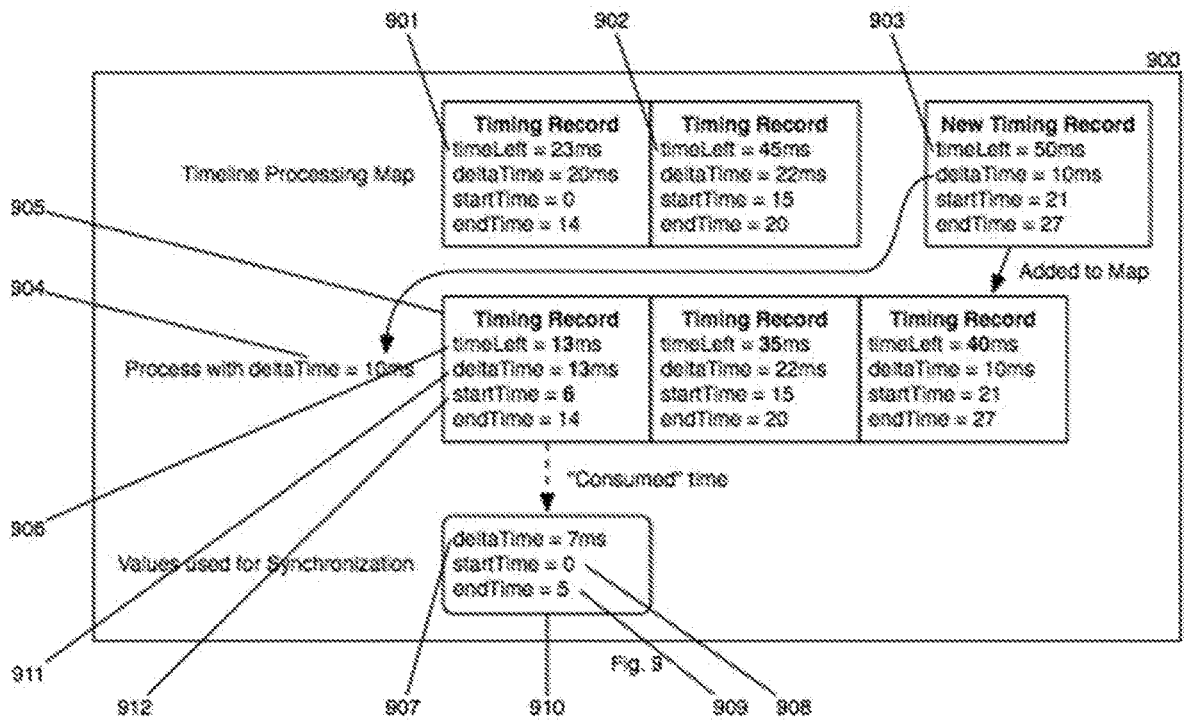 901
902
903
900
Timing Record
timeLeft = 23ms
deltaTime = 20ms
startTime = 0
endTime = 14
Timing Record
timeLeft = 45ms
deltaTime = 22ms
startTime = 15
endTime = 20
New Timing Record
timeLeft = 50ms
deltaTime = 10ms
startTime = 21
endTime = 27
Timeline Processing Map
905
904
Added to Map
Timing Record
timeLeft = 13ms
deltaTime = 13ms
startTime = 6
endTime = 14
Timing Record
timeLeft = 35ms
deltaTime = 22ms
startTime = 15
endTime = 20
Timing Record
timeLeft = 40ms
deltaTime = 10ms
startTime = 21
endTime = 27
Process with deltaTime = 10ms
"Consumed" time
906
Values used for Synchronization
deltaTime = 7ms
startTime = 0
endTime = 5
911
Fig. 9
912
907
910
909
908